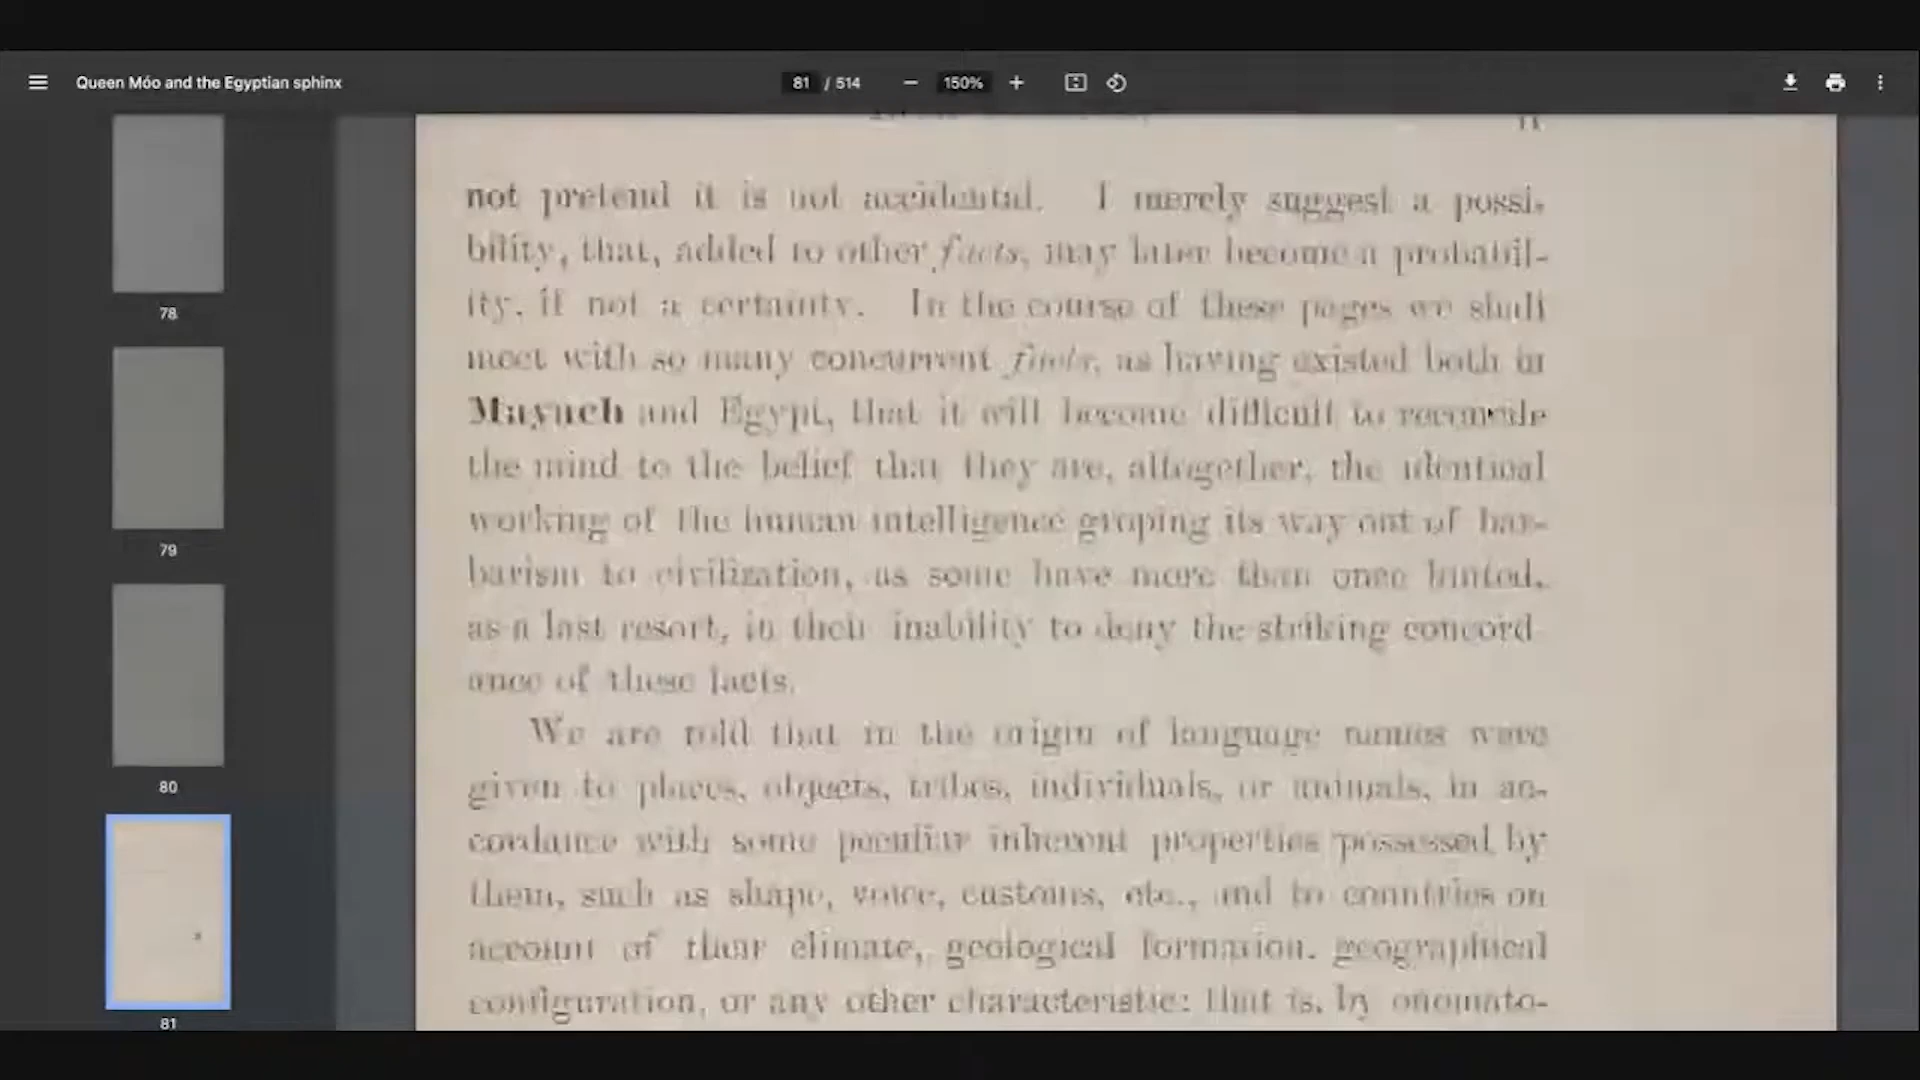 Queen Móo and the Egyptian sphinx
81 / 514
150%
not pretend it is not accidental. I merely suggest a possi-
bility, that, added to other facts, may later become a probabil-
ity, if not a certainty. In the course of these pages we shall
meet with so many concurrent facts, as having existed both in
Mayach and Egypt, that it will become difficult to reconcile
the mind to the belief that they are, altogether, the identical
working of the human intelligence groping its way out of bar-
barism to civilization, as some have more than once hinted,
as a last resort, in their inability to deny the striking concord-
ance of these facts.
We are told that in the origin of language names were
given to places, objects, tribes, individuals, or animals, in ac-
cordance with some peculiar inherent properties possessed by
them, such as shape, voice, customs, etc., and to countries on
account of their climate, geological formation, geographical
configuration, or any other characteristic; that is, by onomato-
78
79
80
81